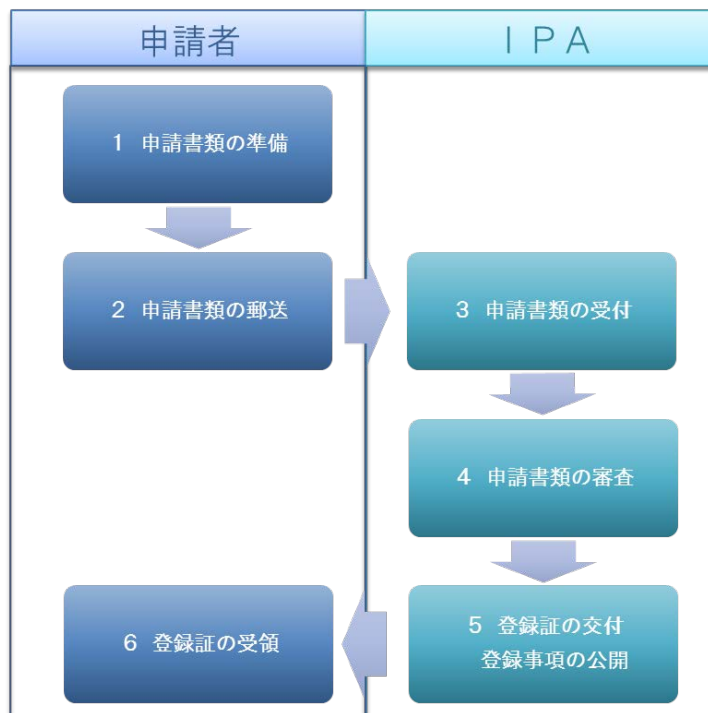 申請者
ＩＰＡ
１ 申請書類の準備
２ 申請書類の郵送
３ 申請書類の受付
４ 申請書類の審査
５ 登録証の交付
登録事項の公開
６ 登録証の受領